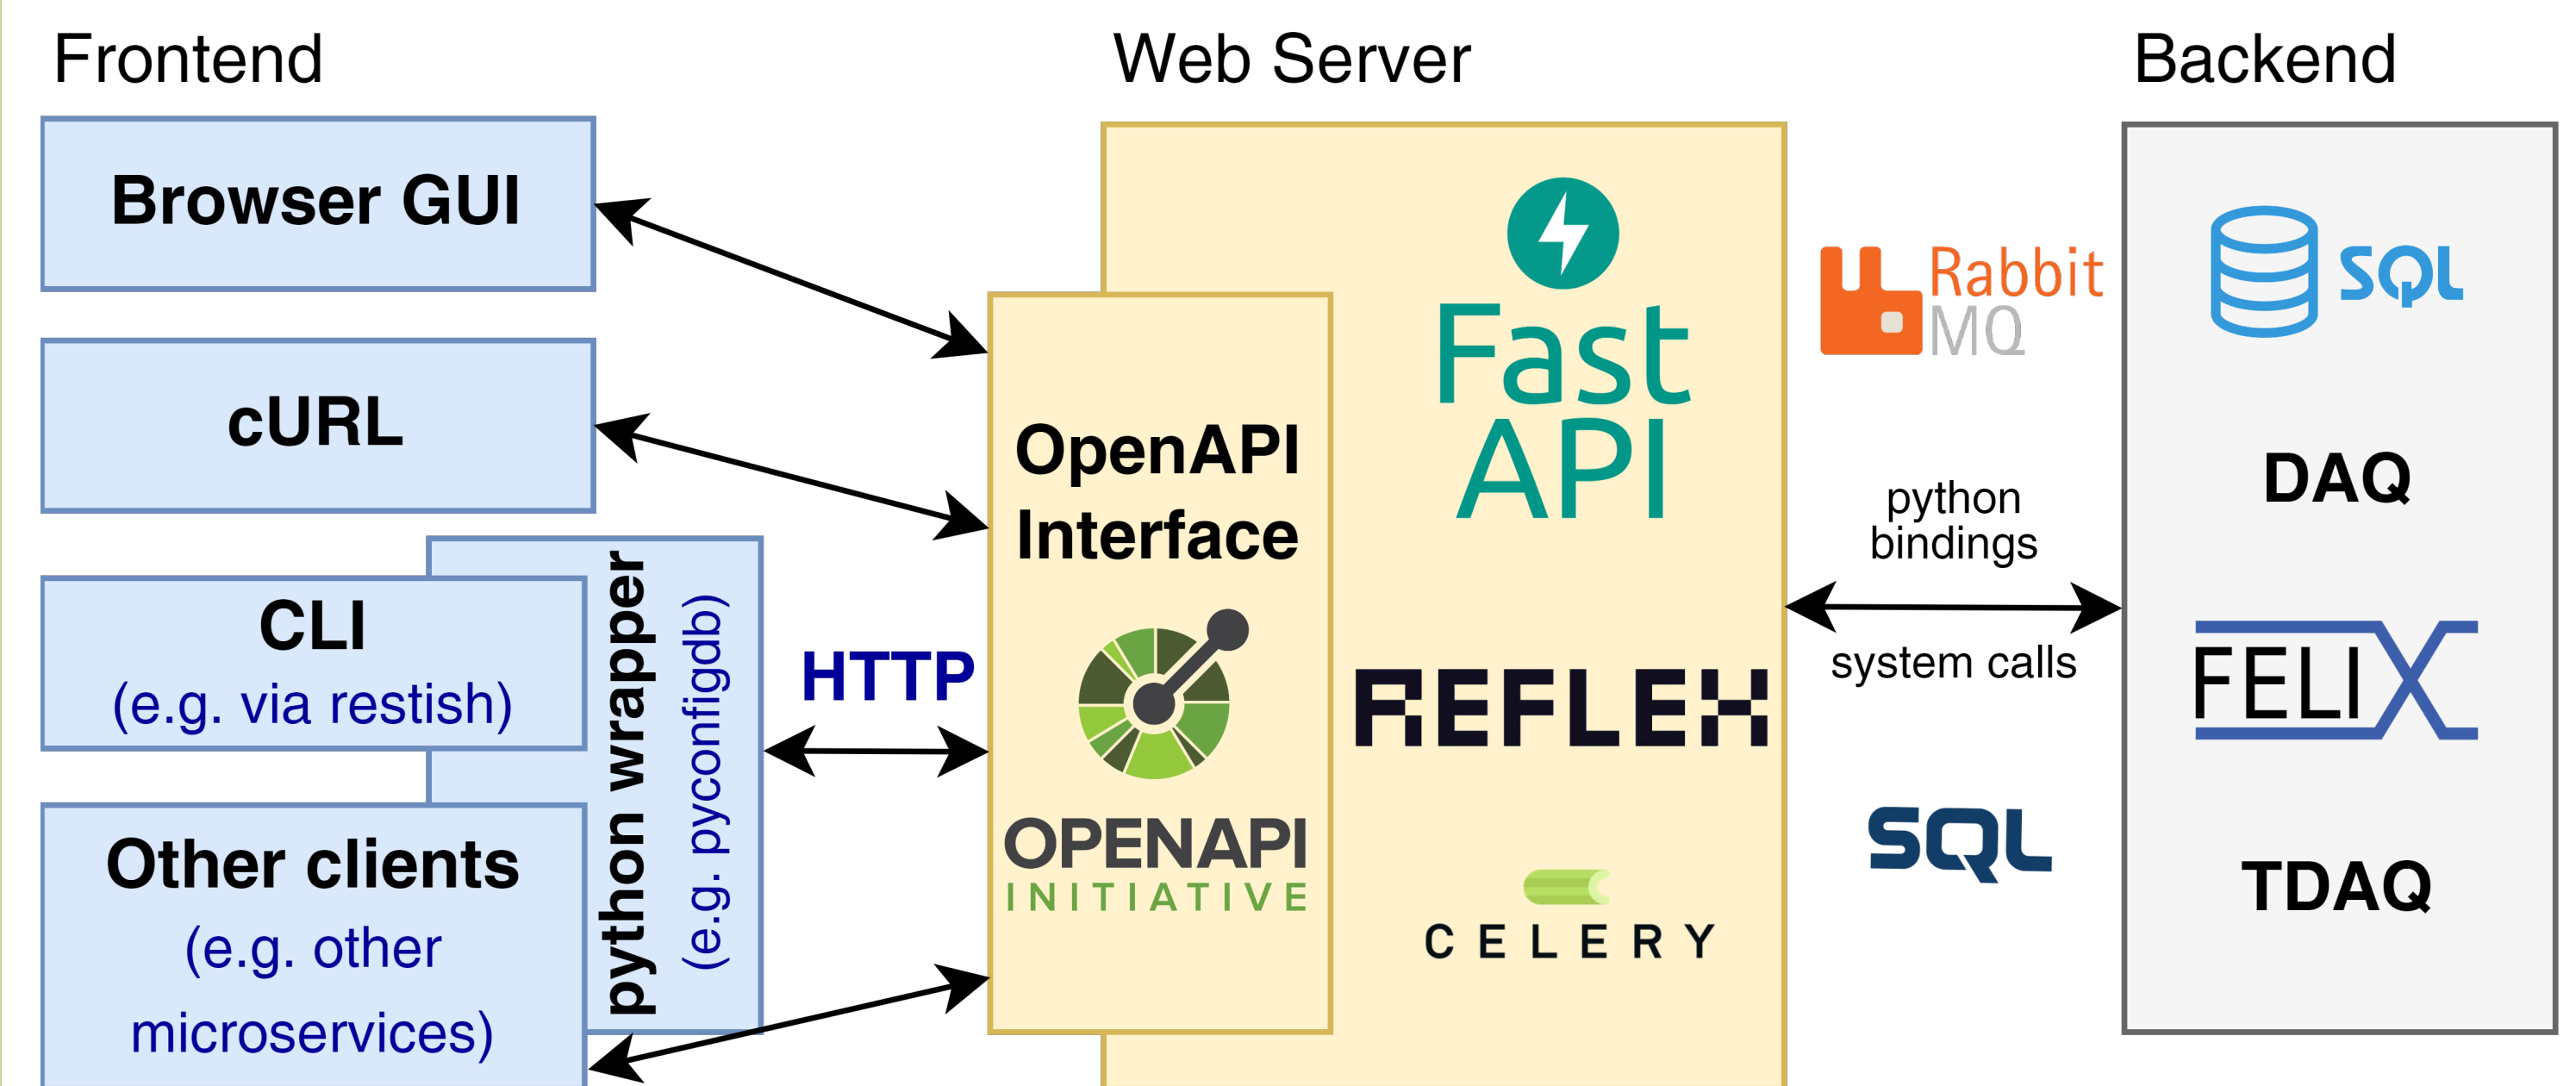 Frontend
Browser GUI
cURL
CLI
(e.g. via restish)
Other clients
(e.g. other
microservices)
python wrapper
(e.g. pyconfigdb)
HTTP
Web Server
OpenAPI
Interface
OPENAPI
INITIATIVE
Fast
API
REFLEX
CELERY
Rabbit
MQ
python
bindings
system calls
SQL
Backend
SQL
DAQ
FELIX
TDAQ